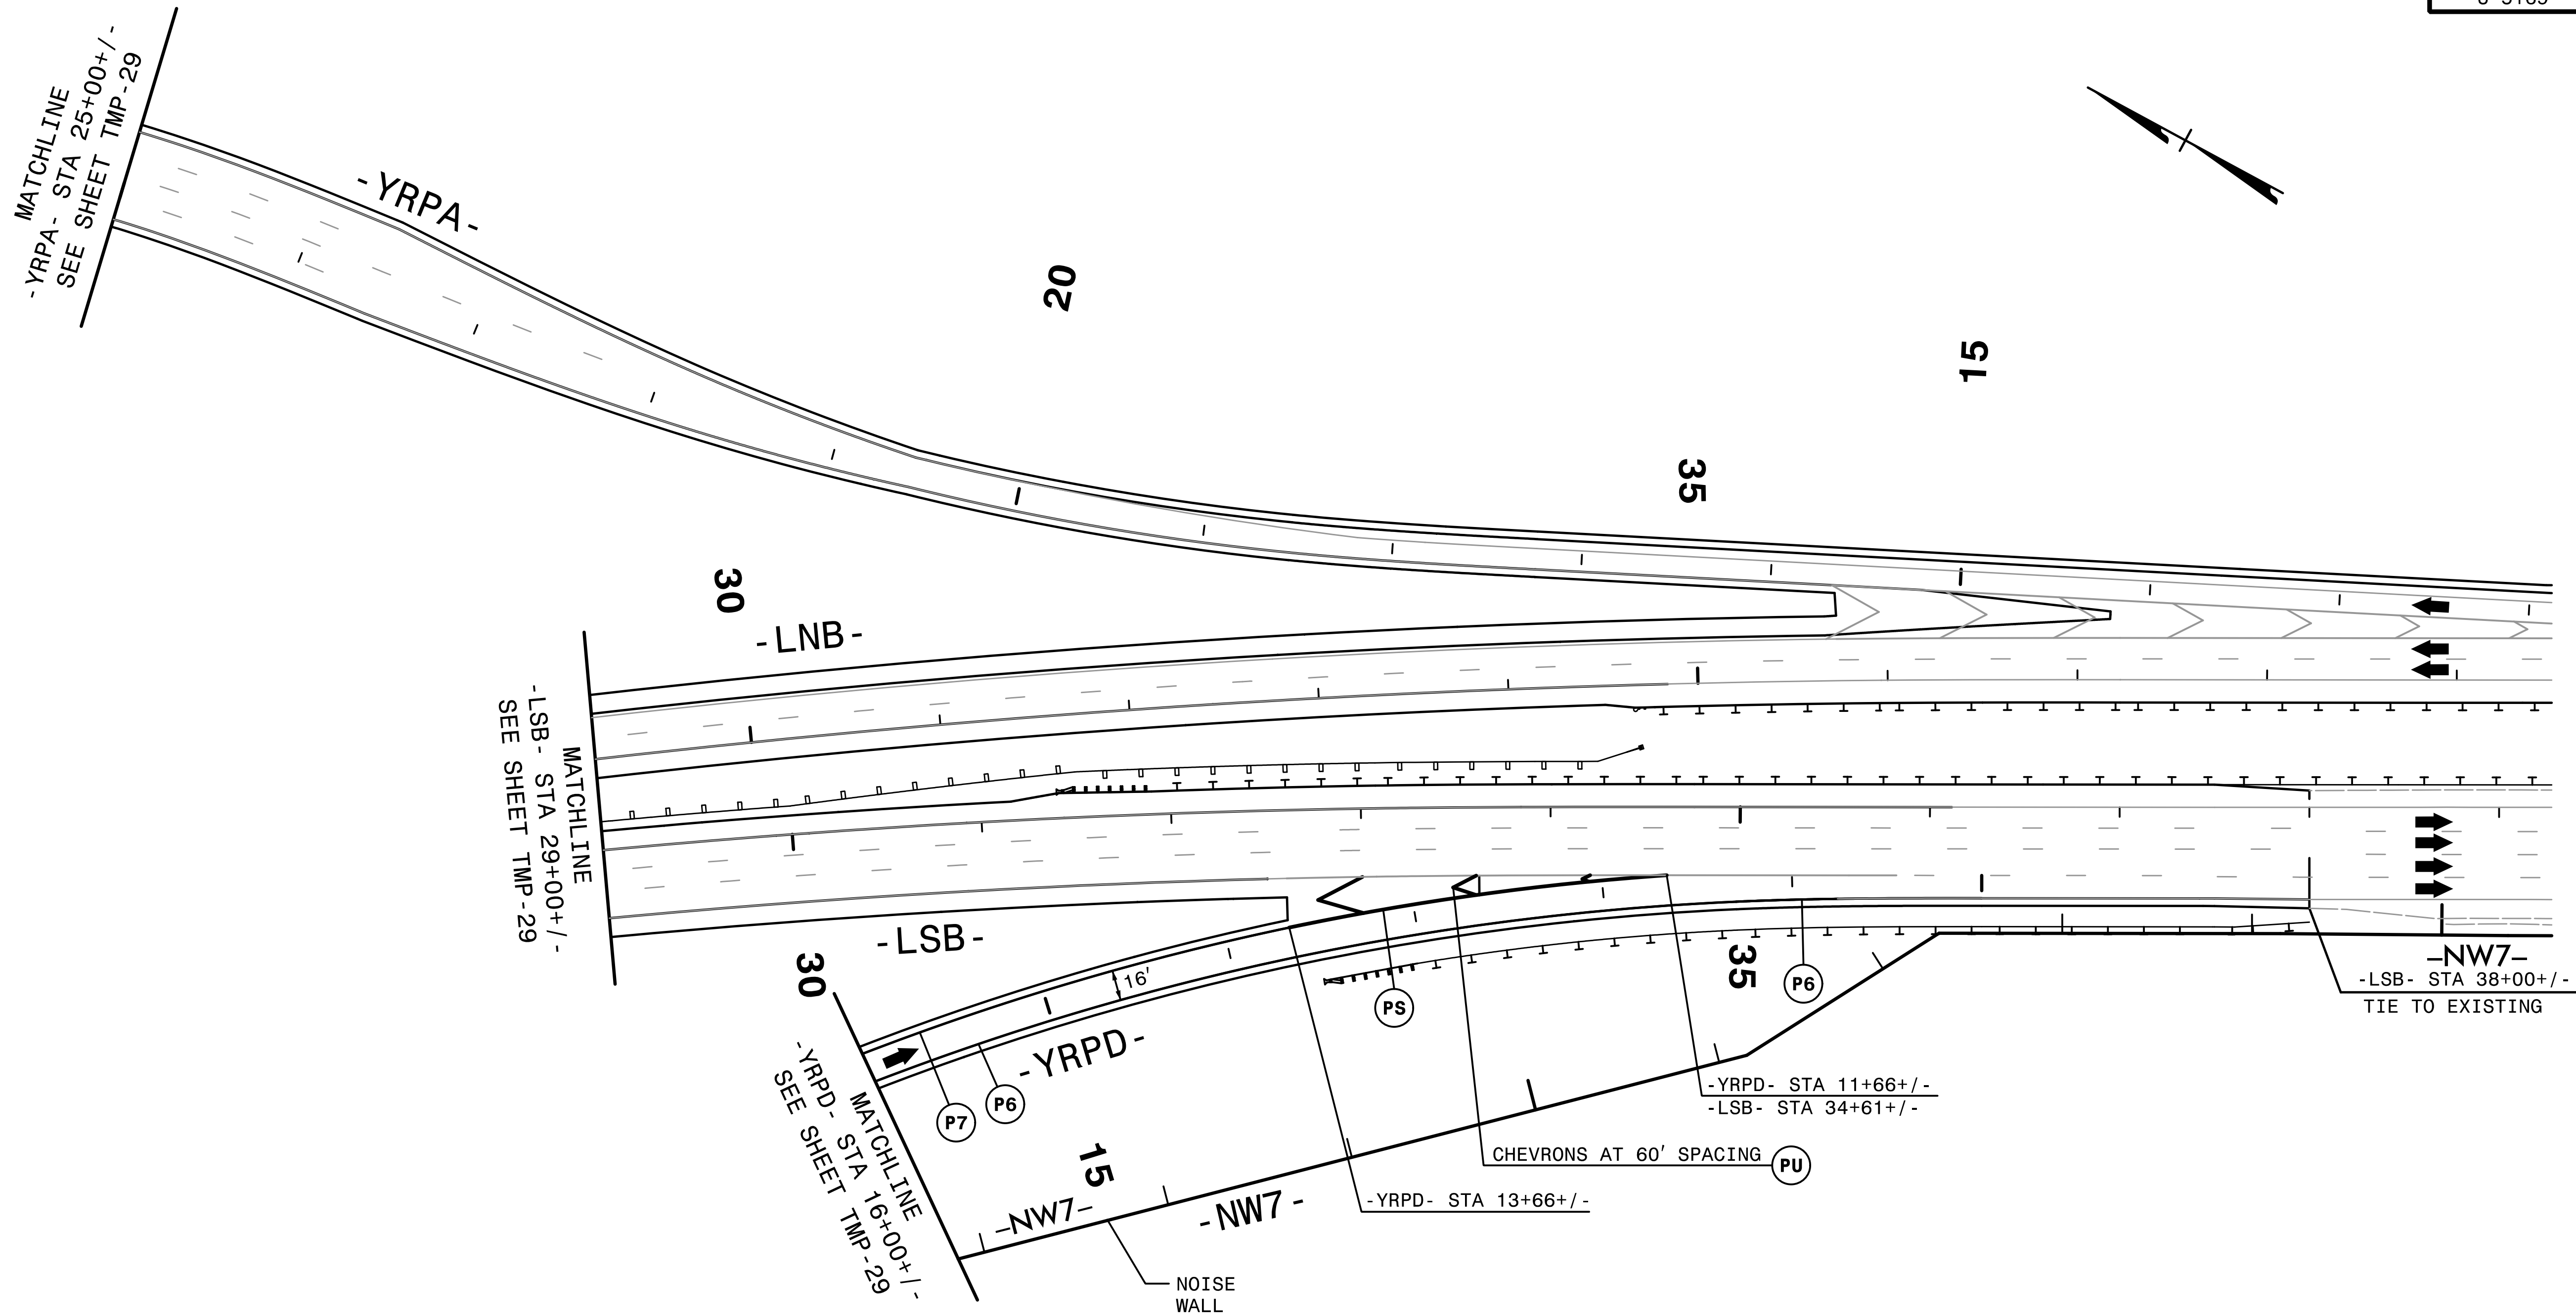 MATCHLINE
-YRPA- STA 25+00+/-
SEE SHEET TMP-29
-YRPA-
20
15
35
30
-LNB-
MATCHLINE
-LSB- STA 29+00+/-
SEE SHEET TMP-29
-LSB-
30
16'
-YRPD-
P7
P6
PS
35
P6
-NW7-
-LSB- STA 38+00+/-
TIE TO EXISTING
-YRPD- STA 11+66+/-
-LSB- STA 34+61+/-
CHEVRONS AT 60' SPACING
PU
-YRPD- STA 13+66+/-
MATCHLINE
-YRPD- STA 16+00+/-
SEE SHEET TMP-29
15
-NW7-
-NW7-
NOISE
WALL